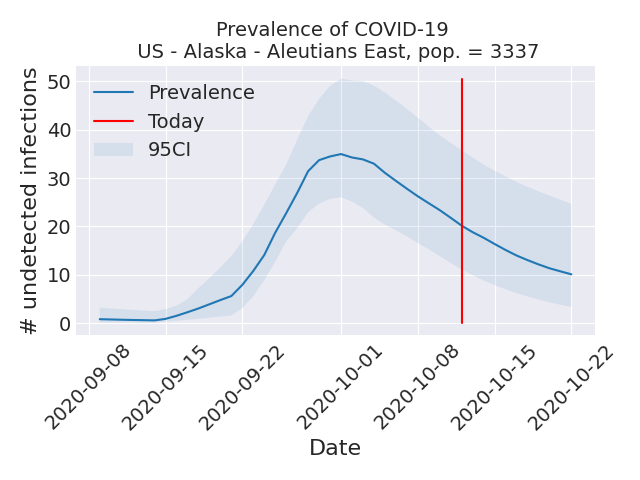 Prevalence of COVID-19
US - Alaska - Aleutians East, pop. = 3337
# undetected infections
50
40
30
20
10
0
Prevalence
Today
95CI
2020-09-08
2020-09-15
2020-09-22
2020-10-01
2020-10-08
2020-10-15
2020-10-22
Date